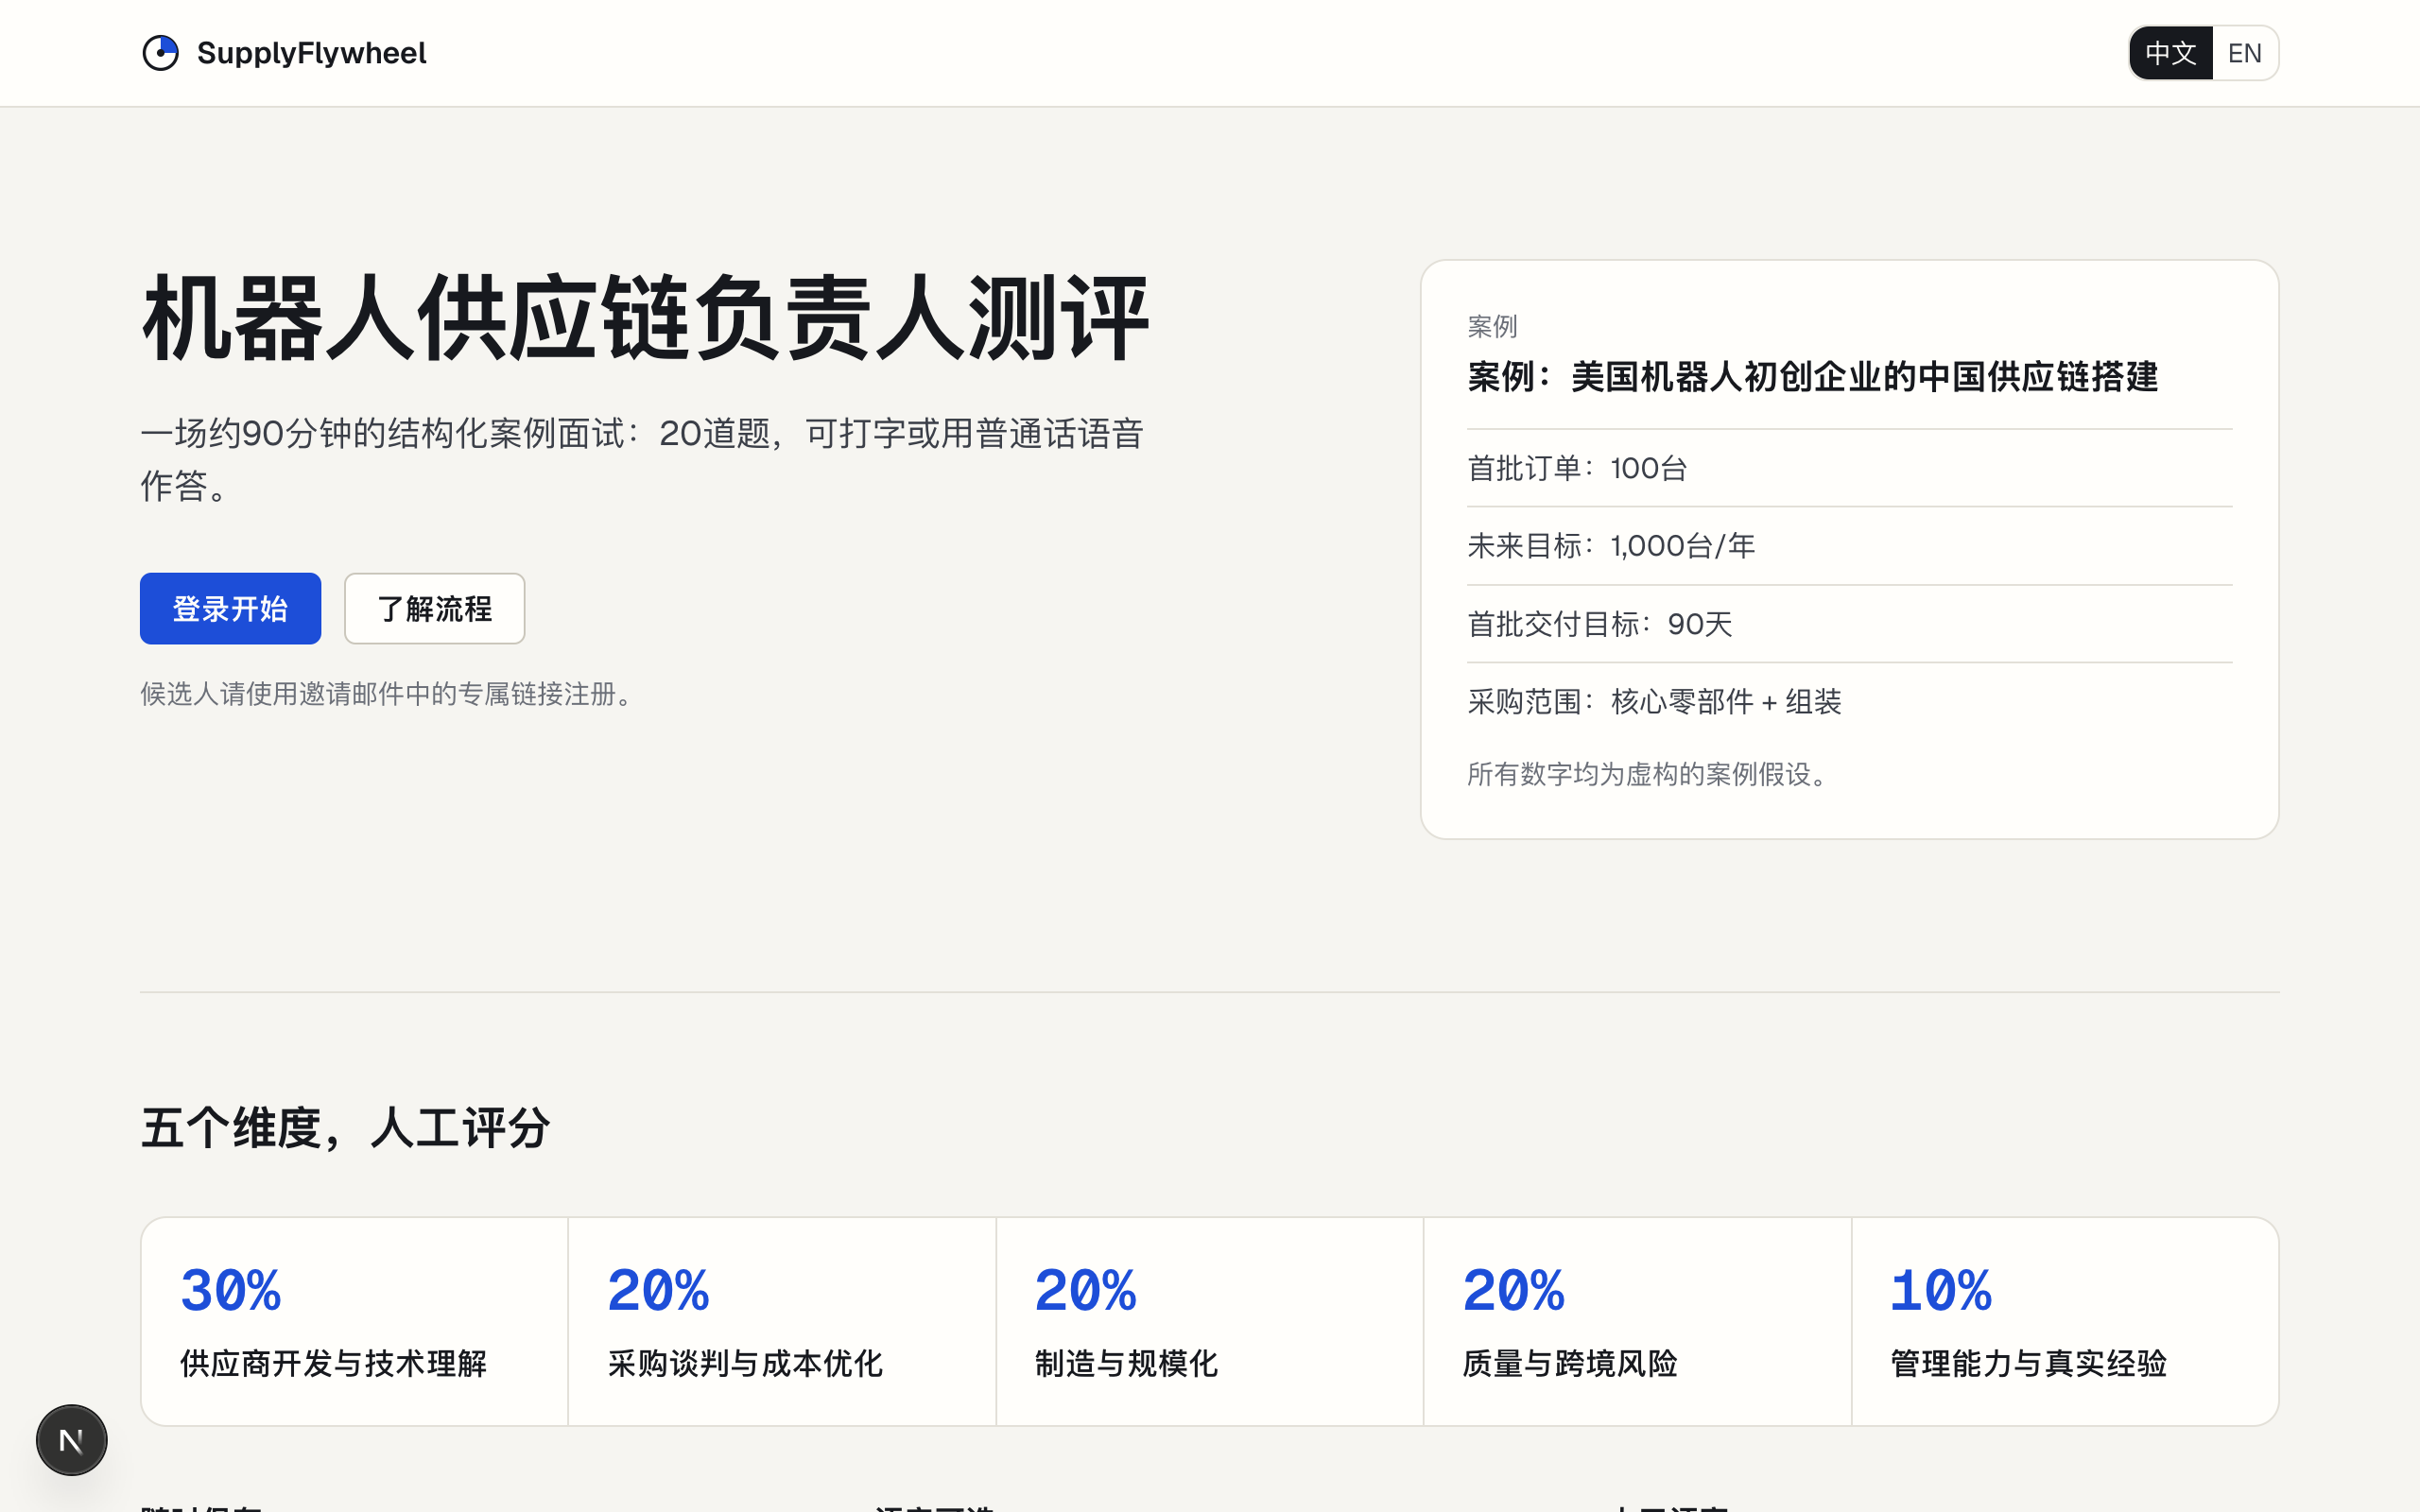 SupplyFlywheel
中文 EN
机器人供应链负责人测评
一场约90分钟的结构化案例面试：20道题，可打字或用普通话语音
作答。
登录开始 了解流程
候选人请使用邀请邮件中的专属链接注册。
案例
案例：美国机器人初创企业的中国供应链搭建
首批订单：100台
未来目标：1,000台/年
首批交付目标：90天
采购范围：核心零部件 + 组装
所有数字均为虚构的案例假设。
五个维度，人工评分
30%
供应商开发与技术理解
20%
采购谈判与成本优化
20%
制造与规模化
20%
质量与跨境风险
10%
管理能力与真实经验
N